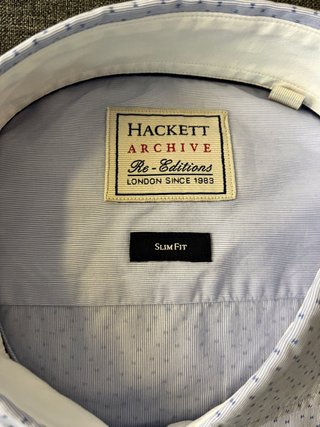 HACKETT
ARCHIVE
Re-Editions
LONDON SINCE 1983
SLIM FIT